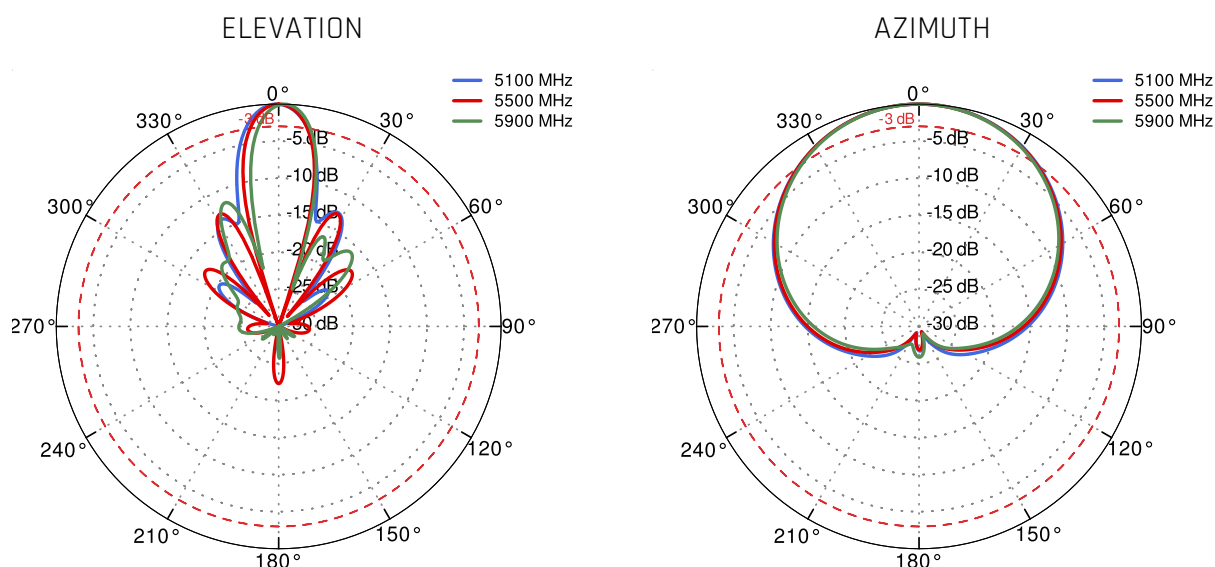 ELEVATION
5100 MHz
5500 MHz
5900 MHz
0°
30°
60°
90°
120°
150°
180°
210°
240°
270°
300°
330°
-3 dB
-5 dB
-10 dB
-15 dB
-20 dB
-25 dB
-30 dB
AZIMUTH
5100 MHz
5500 MHz
5900 MHz
0°
30°
60°
90°
120°
150°
180°
210°
240°
270°
300°
330°
-3 dB
-5 dB
-10 dB
-15 dB
-20 dB
-25 dB
-30 dB